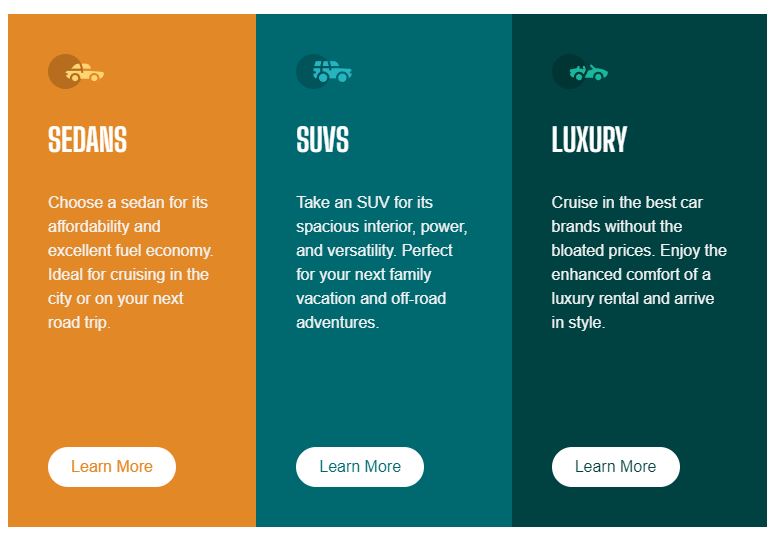 SEDANS
Choose a sedan for its
affordability and
excellent fuel economy.
Ideal for cruising in the
city or on your next
road trip.
Learn More
SUVS
Take an SUV for its
spacious interior, power,
and versatility. Perfect
for your next family
vacation and off-road
adventures.
Learn More
LUXURY
Cruise in the best car
brands without the
bloated prices. Enjoy the
enhanced comfort of a
luxury rental and arrive
in style.
Learn More